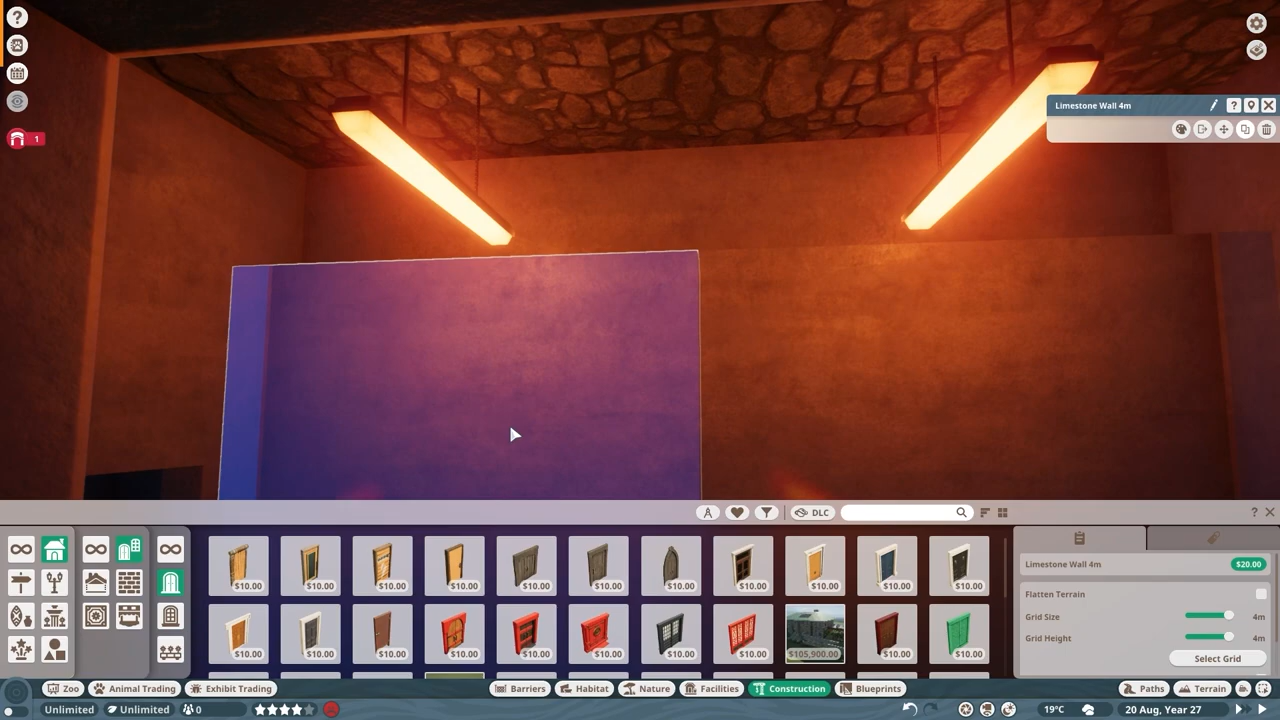 ?
1
Limestone Wall 4m
?
DLC
?
$10.00 $10.00 $10.00 $10.00 $10.00 $10.00 $10.00 $10.00 $10.00 $10.00 $10.00
$10.00 $10.00 $10.00 $10.00 $10.00 $10.00 $10.00 $10.00 $105,900.00 $10.00 $10.00
Limestone Wall 4m $20.00
Flatten Terrain
Grid Size 4m
Grid Height 4m
Select Grid
Zoo Animal Trading Exhibit Trading Barriers Habitat Nature Facilities Construction Blueprints Paths Terrain
Unlimited Unlimited 0 19°C 20 Aug, Year 27